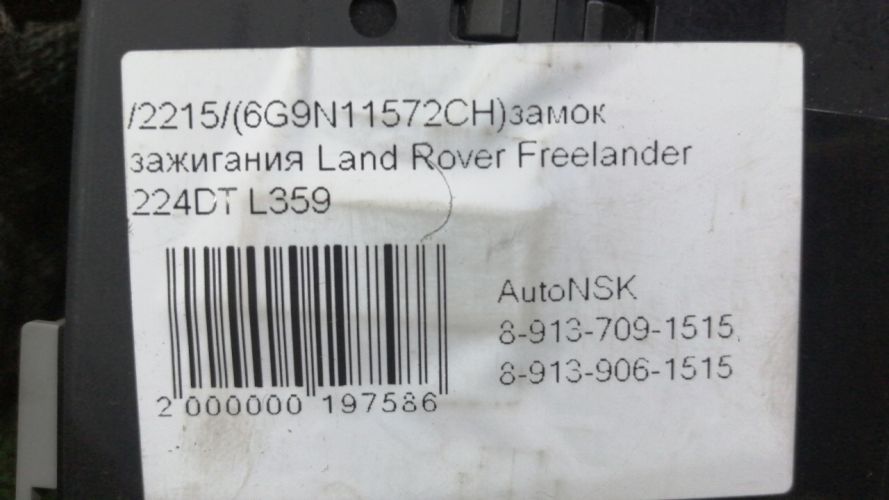 /2215/(6G9N11572CH)замок
зажигания Land Rover Freelander
224DT L359
AutoNSK
8-913-709-1515,
8-913-906-1515
2 000000 197586